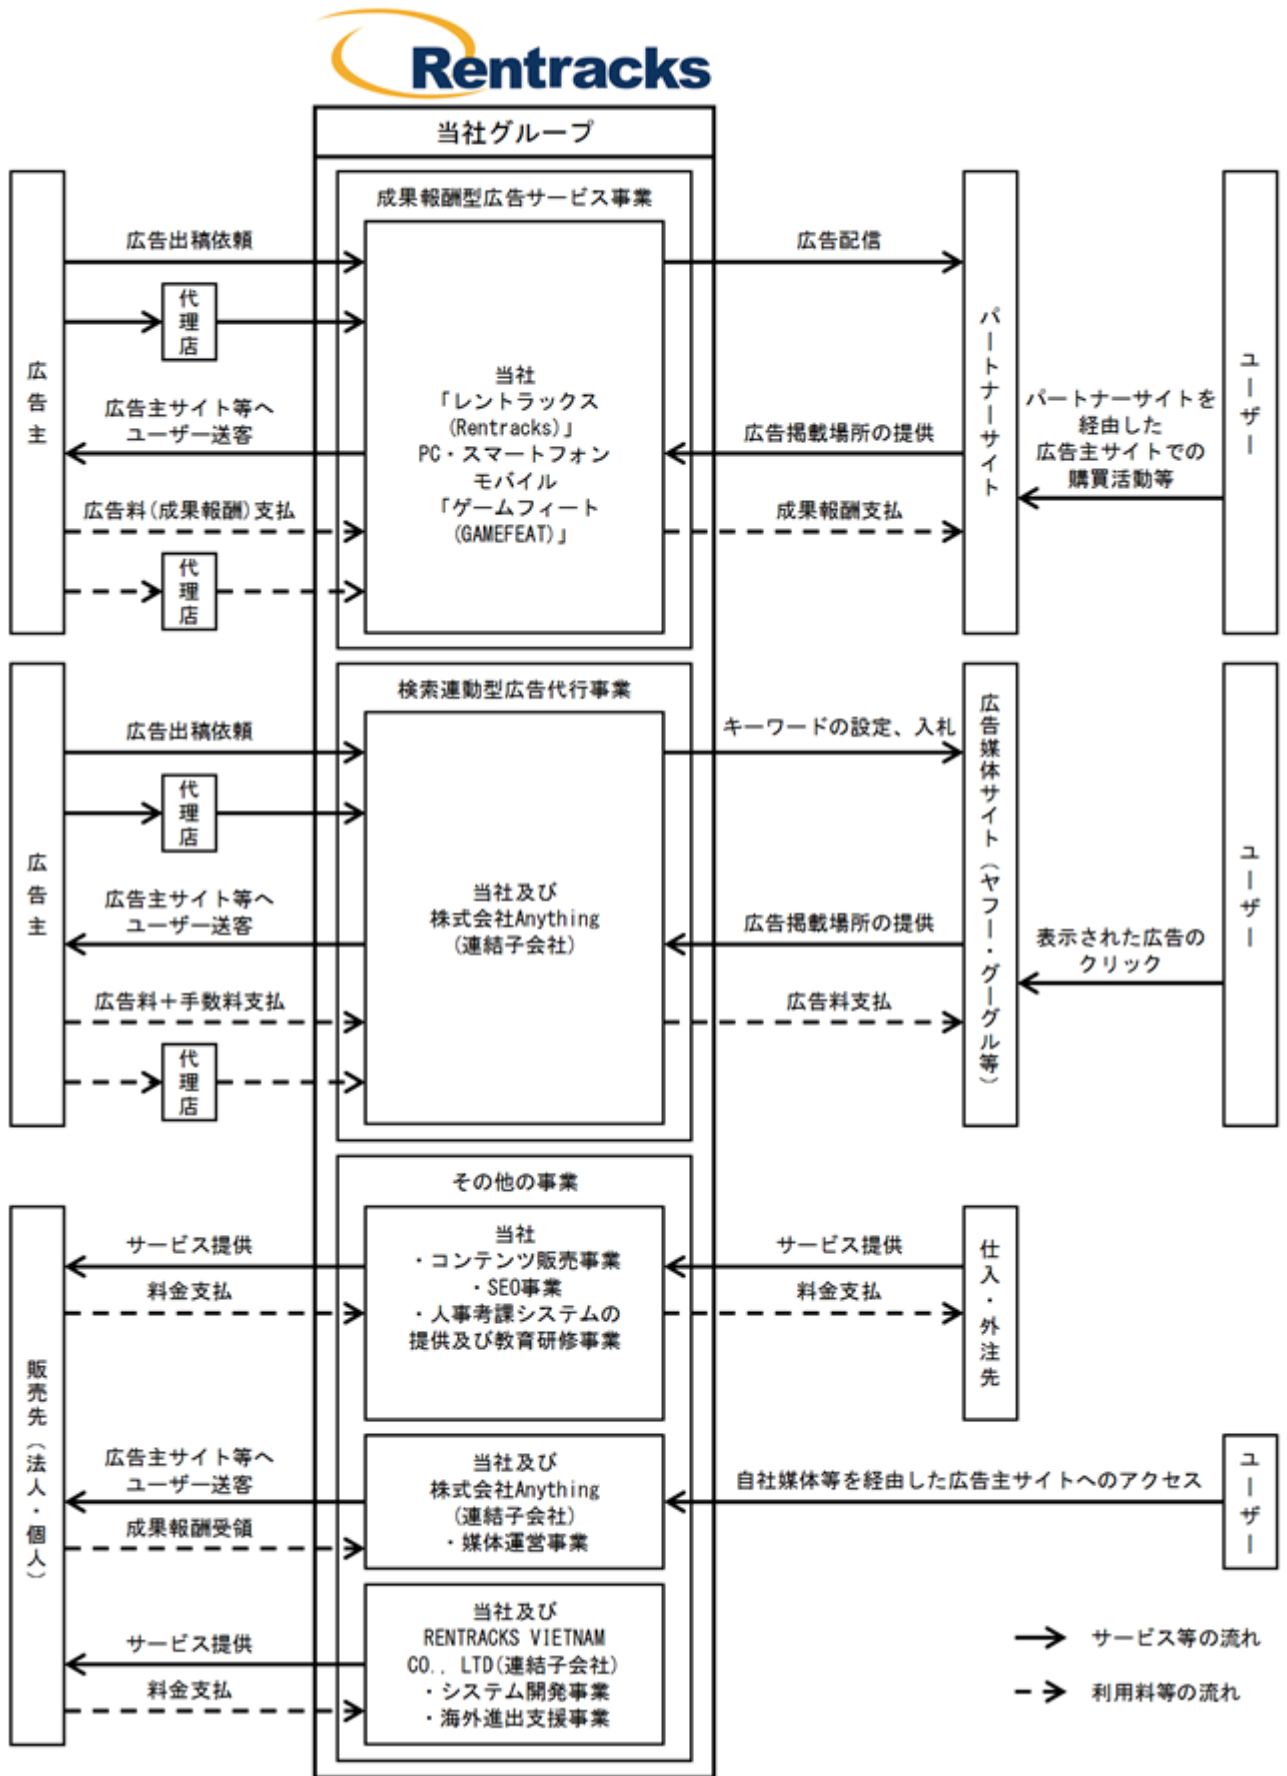 Rentracks
当社グループ
成果報酬型広告サービス事業
広告主
広告出稿依頼
代理店
広告主サイト等へ
ユーザー送客
広告料(成果報酬)支払
代理店
当社
「レントラックス
(Rentracks)」
PC・スマートフォン
モバイル
「ゲームフィート
(GAMEFEAT)」
広告配信
広告掲載場所の提供
成果報酬支払
パートナーサイト
パートナーサイトを
経由した
広告主サイトでの
購買活動等
ユーザー
検索連動型広告代行事業
広告主
広告出稿依頼
代理店
広告主サイト等へ
ユーザー送客
広告料＋手数料支払
代理店
当社及び
株式会社Anything
(連結子会社)
キーワードの設定、入札
広告掲載場所の提供
広告料支払
広告媒体サイト（ヤフー・グーグル等）
表示された広告の
クリック
ユーザー
その他の事業
販売先（法人・個人）
サービス提供
料金支払
当社
・コンテンツ販売事業
・SEO事業
・人事考課システムの
提供及び教育研修事業
サービス提供
料金支払
仕入・外注先
広告主サイト等へ
ユーザー送客
成果報酬受領
当社及び
株式会社Anything
(連結子会社)
・媒体運営事業
自社媒体等を経由した広告主サイトへのアクセス
ユーザー
サービス提供
料金支払
当社及び
RENTRACKS VIETNAM
CO., LTD(連結子会社)
・システム開発事業
・海外進出支援事業
サービス等の流れ
利用料等の流れ